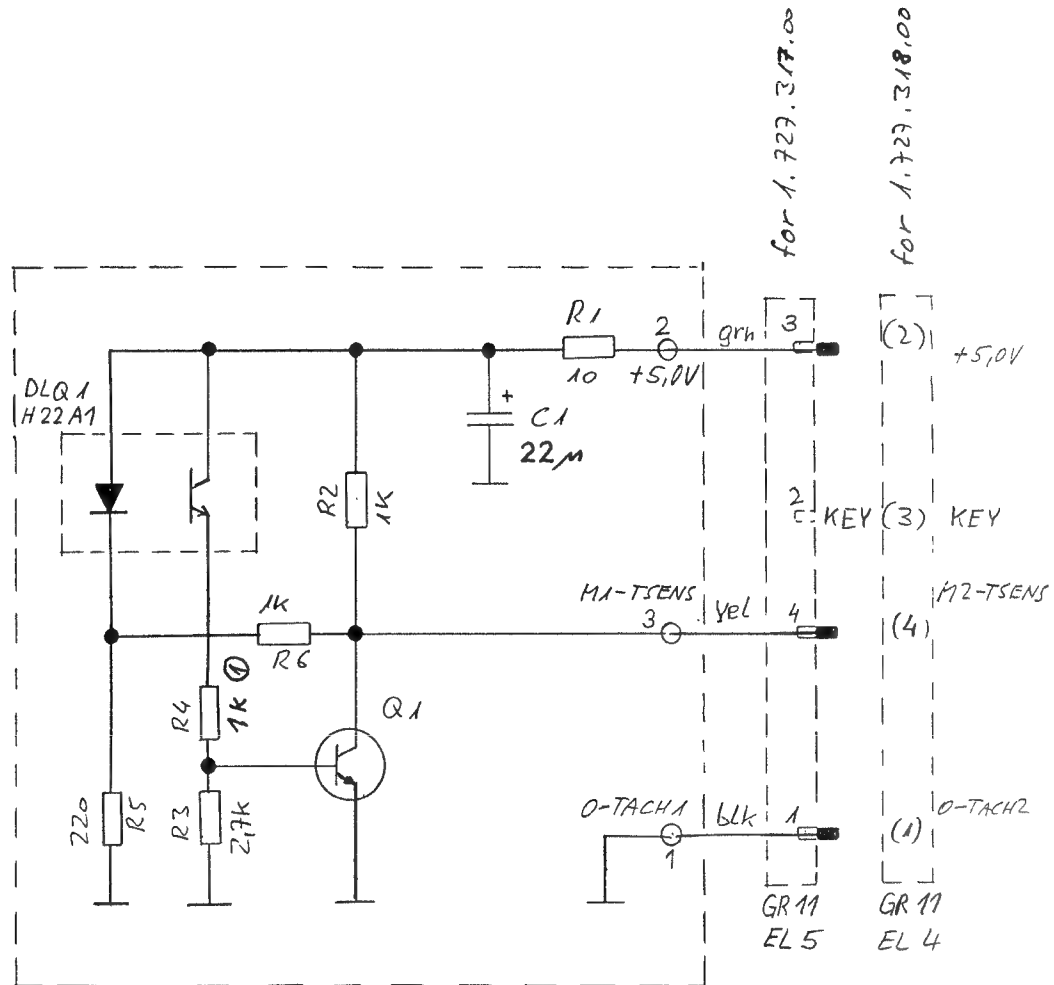 for 1.727.317.00
for 1.727.318.00
R1
10
2
+5,0V
grn
3
(2)
+5,0V
DLQ1
H22A1
+
C1
22µ
R2
1K
2
KEY
(3)
KEY
1k
R6
M1-TSENS
3
yel
4
(4)
M2-TSENS
R4
1k
1
Q1
220
R5
R3
2,7k
0-TACH1
1
blk
1
(1)
0-TACH2
GR11
EL5
GR11
EL4